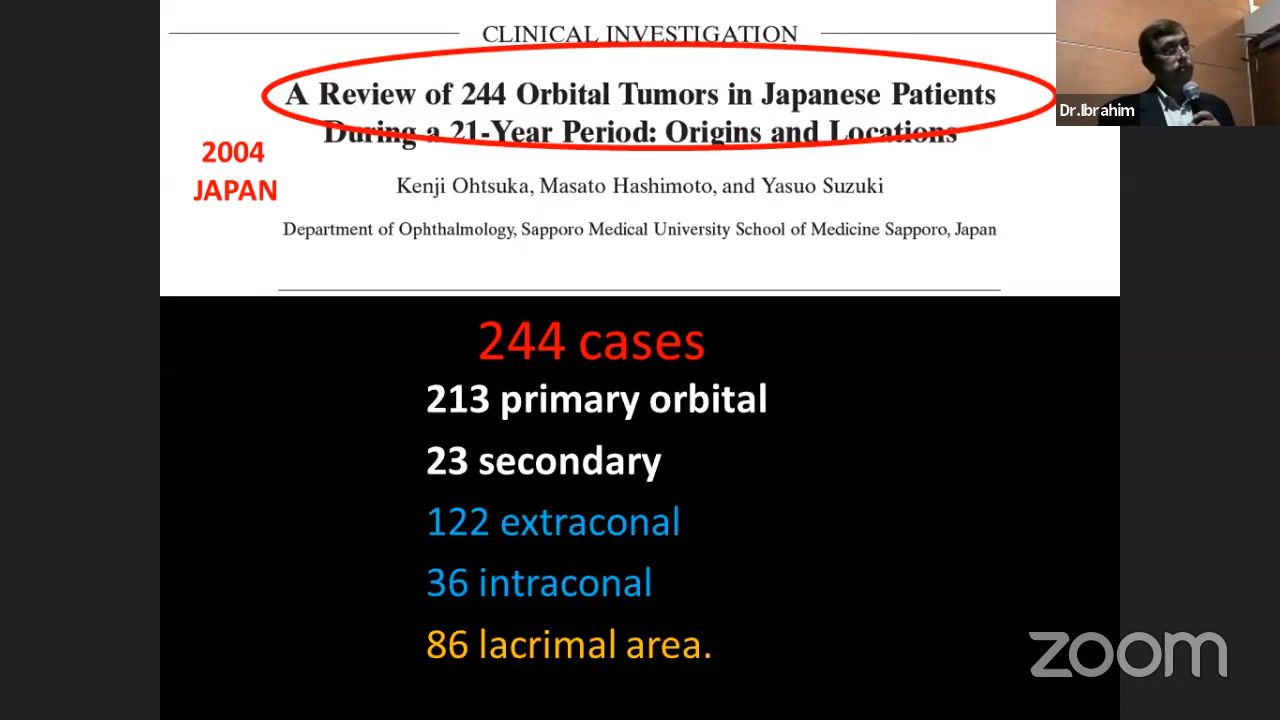 CLINICAL INVESTIGATION
A Review of 244 Orbital Tumors in Japanese Patients
During a 21-Year Period: Origins and Locations
2004
JAPAN
Kenji Ohtsuka, Masato Hashimoto, and Yasuo Suzuki
Department of Ophthalmology, Sapporo Medical University School of Medicine Sapporo, Japan
Dr.Ibrahim
244 cases
213 primary orbital
23 secondary
122 extraconal
36 intraconal
86 lacrimal area.
zoom